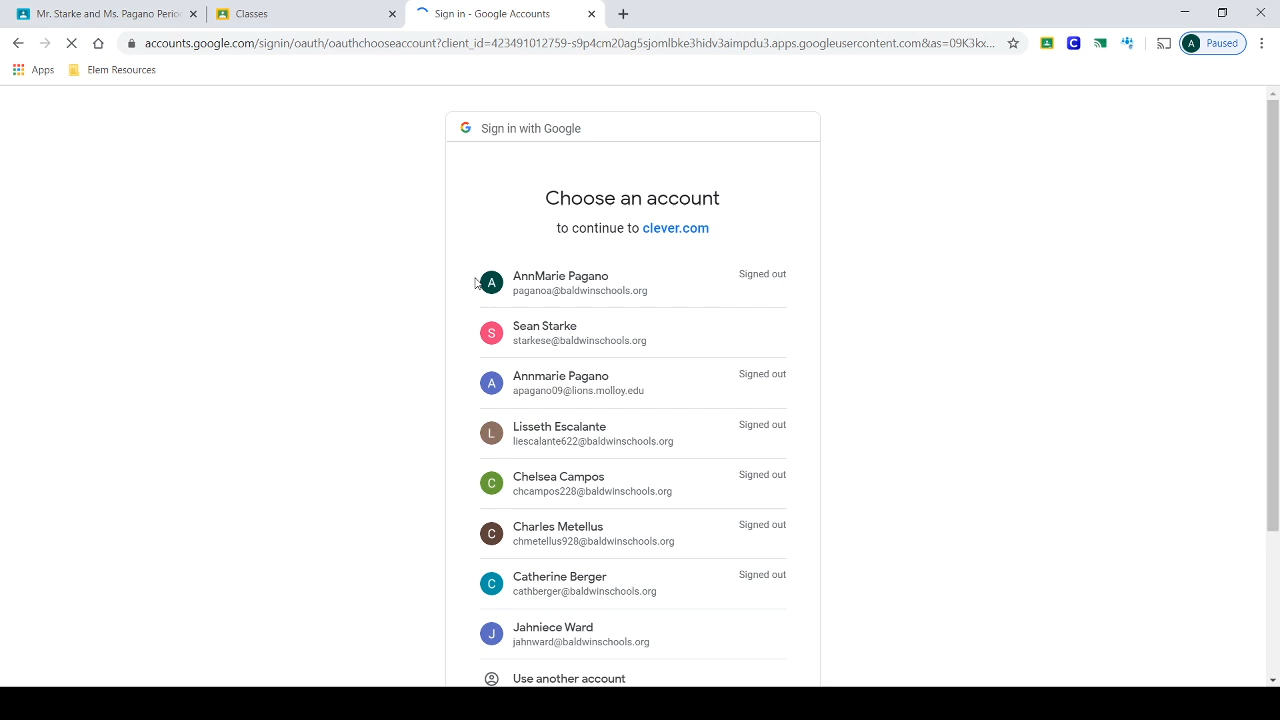 Mr. Starke and Ms. Pagano Perio
Classes
Sign in - Google Accounts
accounts.google.com/signin/oauth/oauthchooseaccount?client_id=423491012759-s9p4cm20ag5sjomlbke3hidv3aimpdu3.apps.googleusercontent.com&as=09K3kx...
C
A
Paused
Apps
Elem Resources
G Sign in with Google
Choose an account
to continue to clever.com
A
AnnMarie Pagano
Signed out
paganoa@baldwinschools.org
S
Sean Starke
starkese@baldwinschools.org
A
Annmarie Pagano
Signed out
apagano09@lions.molloy.edu
L
Lisseth Escalante
Signed out
liescalante622@baldwinschools.org
C
Chelsea Campos
Signed out
chcampos228@baldwinschools.org
C
Charles Metellus
Signed out
chmetellus928@baldwinschools.org
C
Catherine Berger
Signed out
cathberger@baldwinschools.org
J
Jahniece Ward
jahnward@baldwinschools.org
Use another account